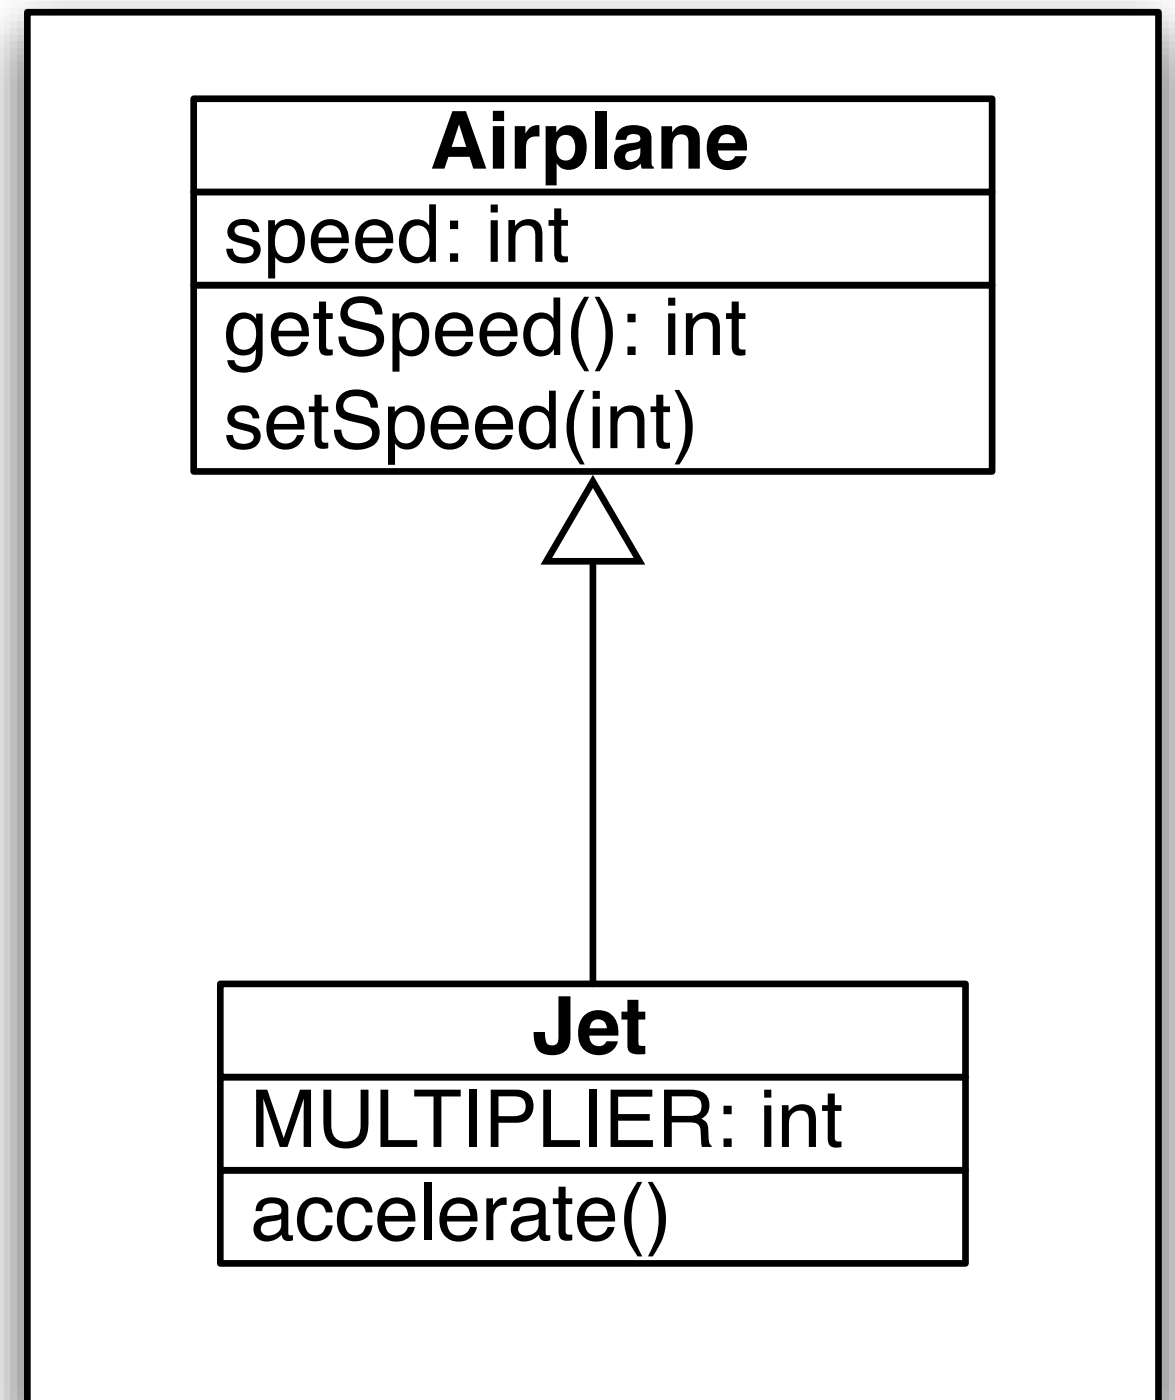 Airplane
speed: int
getSpeed(): int
setSpeed(int)
Jet
MULTIPLIER: int
accelerate()